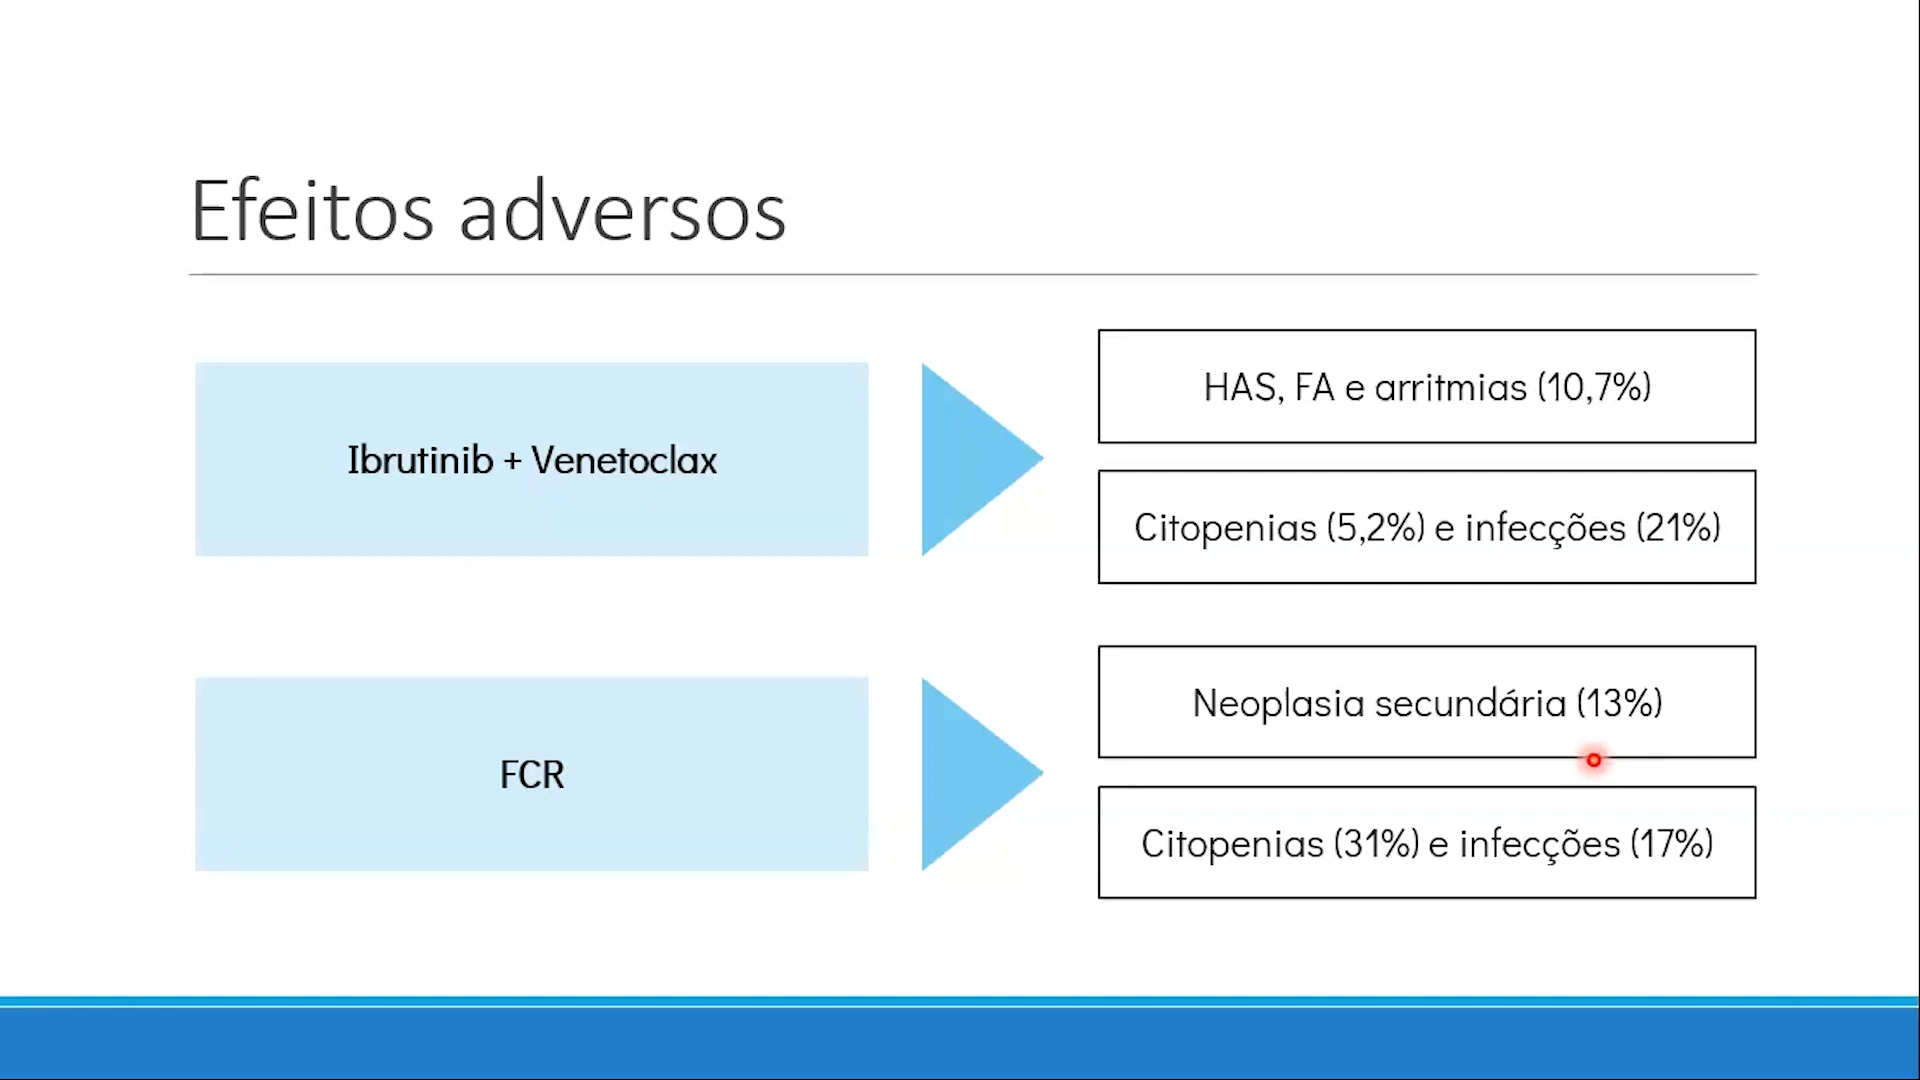 Efeitos adversos
Ibrutinib + Venetoclax
HAS, FA e arritmias (10,7%)
Citopenias (5,2%) e infecções (21%)
FCR
Neoplasia secundária (13%)
Citopenias (31%) e infecções (17%)